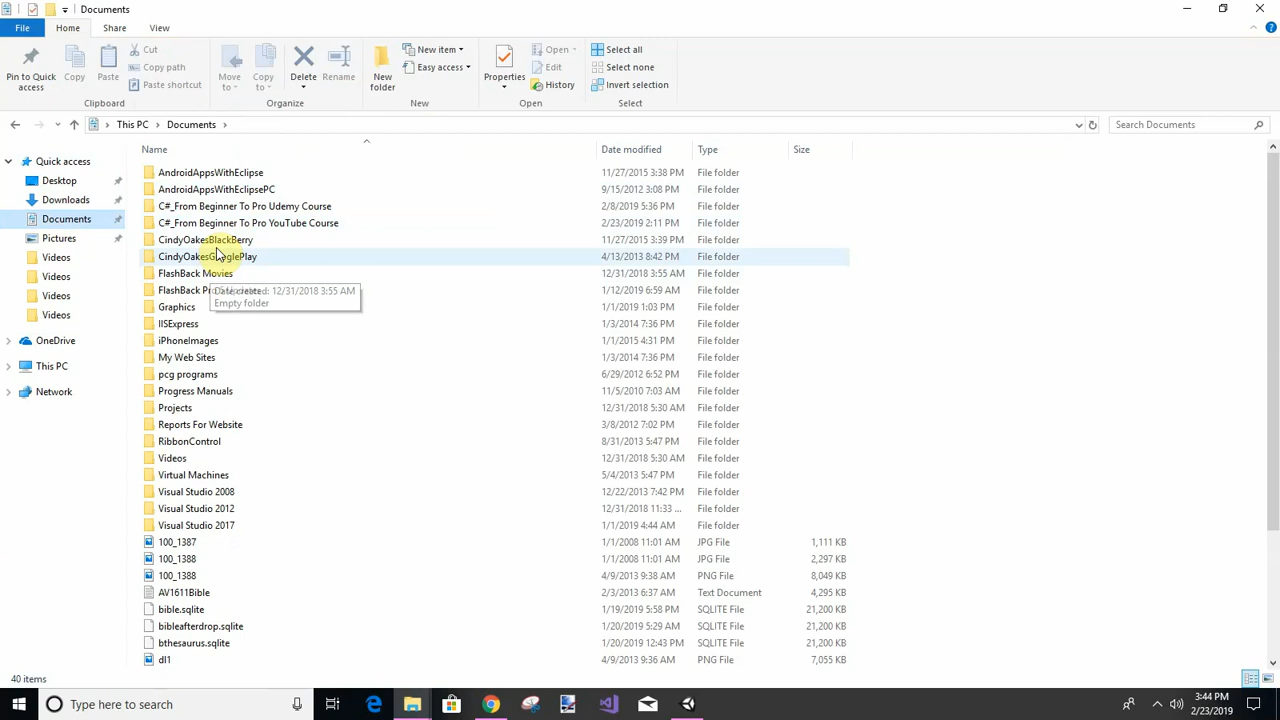 Documents
File Home Share View
Pin to Quick access
Copy
Paste
Cut
Copy path
Paste shortcut
Clipboard
Move to
Copy to
Delete
Rename
Organize
New folder
New item
Easy access
New
Properties
Open
Edit
History
Open
Select all
Select none
Invert selection
Select
This PC > Documents >
Search Documents
Quick access
Desktop
Downloads
Documents
Pictures
Videos
Videos
Videos
Videos
OneDrive
This PC
Network
Name Date modified Type Size
AndroidAppsWithEclipse 11/27/2015 3:38 PM File folder
AndroidAppsWithEclipsePC 9/15/2012 3:08 PM File folder
C#_From Beginner To Pro Udemy Course 2/8/2019 5:36 PM File folder
C#_From Beginner To Pro YouTube Course 2/23/2019 2:11 PM File folder
CindyOakesBlackBerry 11/27/2015 3:39 PM File folder
CindyOakesGooglePlay 4/13/2013 8:42 PM File folder
FlashBack Movies 12/31/2018 3:55 AM File folder
FlashBack 1/12/2019 6:59 AM File folder
Date created: 12/31/2018 3:55 AM
Empty folder
Graphics 1/1/2019 1:03 PM File folder
IISExpress 1/3/2014 7:36 PM File folder
iPhoneImages 1/1/2015 4:31 PM File folder
My Web Sites 1/3/2014 7:36 PM File folder
pcg programs 6/29/2012 6:52 PM File folder
Progress Manuals 11/5/2010 7:03 AM File folder
Projects 12/31/2018 5:30 AM File folder
Reports For Website 3/8/2012 7:02 PM File folder
RibbonControl 8/31/2013 5:47 PM File folder
Videos 12/31/2018 5:30 AM File folder
Virtual Machines 5/4/2013 5:47 PM File folder
Visual Studio 2008 12/22/2013 7:42 PM File folder
Visual Studio 2012 12/31/2018 11:33 ... File folder
Visual Studio 2017 1/1/2019 4:44 AM File folder
100_1387 1/1/2008 11:01 AM JPG File 1,111 KB
100_1388 1/1/2008 11:01 AM JPG File 2,297 KB
100_1388 4/9/2013 9:38 AM PNG File 8,049 KB
AV1611Bible 2/3/2013 6:37 AM Text Document 4,295 KB
bible.sqlite 1/19/2019 5:58 PM SQLITE File 21,200 KB
bibleafterdrop.sqlite 1/20/2019 5:29 AM SQLITE File 21,200 KB
bthesaurus.sqlite 1/20/2019 12:43 PM SQLITE File 21,200 KB
dl1 4/9/2013 9:36 AM PNG File 7,055 KB
40 items
Type here to search
3:44 PM
2/23/2019